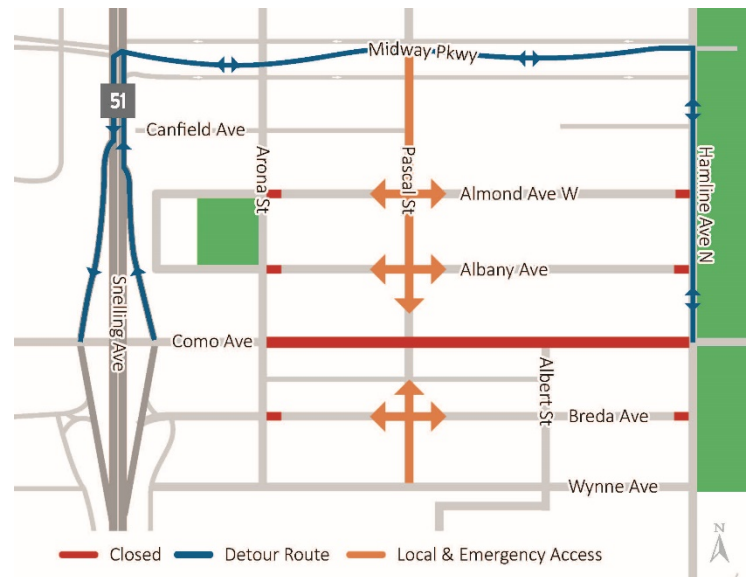 Midway Pkwy
51
Canfield Ave
Arona St
Pascal St
Hamline Ave N
Almond Ave W
Albany Ave
Snelling Ave
Como Ave
Albert St
Breda Ave
Wynne Ave
N
Closed
Detour Route
Local & Emergency Access